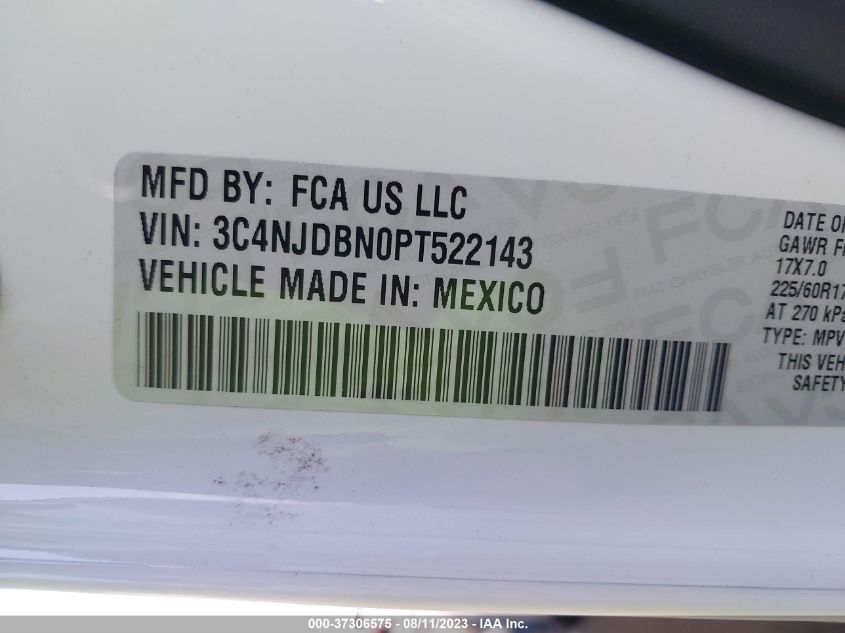 MFD BY: FCA US LLC
VIN: 3C4NJDBN0PT522143
VEHICLE MADE IN: MEXICO
DATE OF
GAWR
17X7.0
225/60R17
AT 270 kPa
TYPE: MPV
THIS VEH
SAFETY
000-37306575 - 08/11/2023 - IAA Inc.